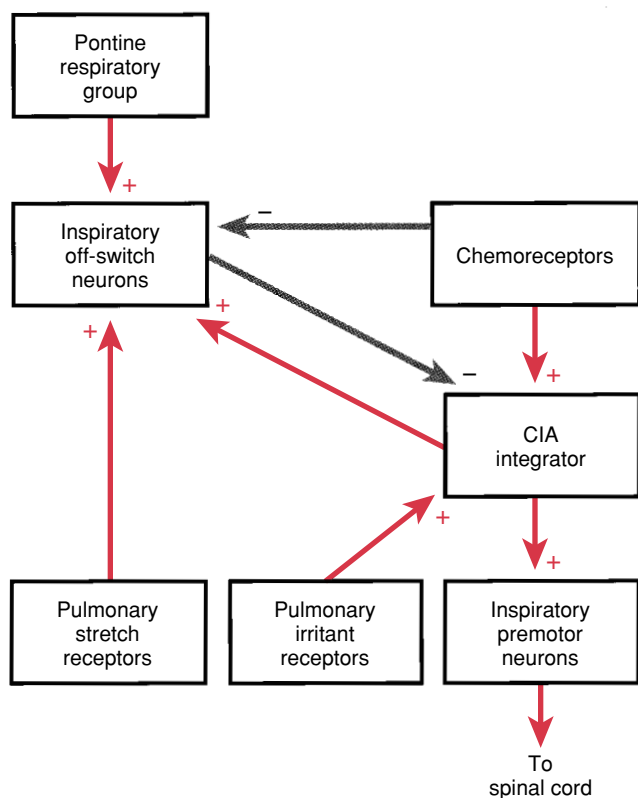 Pontine
respiratory
group
+
–
Inspiratory
off-switch
neurons
Chemoreceptors
+
+
–
+
CIA
integrator
+
+
Pulmonary
stretch
receptors
Pulmonary
irritant
receptors
Inspiratory
premotor
neurons
To
spinal cord